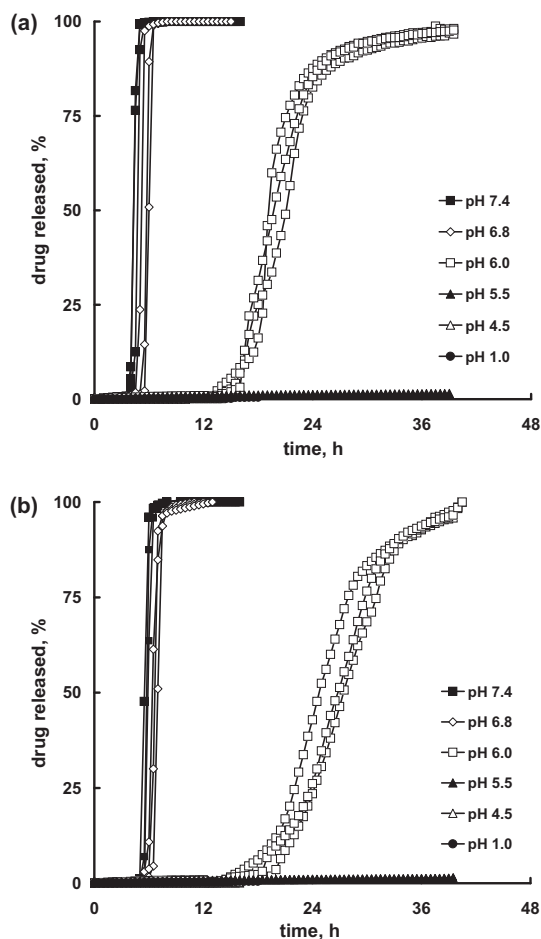 (a)
100
75
50
25
0
drug released, %
pH 7.4
pH 6.8
pH 6.0
pH 5.5
pH 4.5
pH 1.0
0 12 24 36 48
time, h
(b)
100
75
50
25
0
drug released, %
pH 7.4
pH 6.8
pH 6.0
pH 5.5
pH 4.5
pH 1.0
0 12 24 36 48
time, h